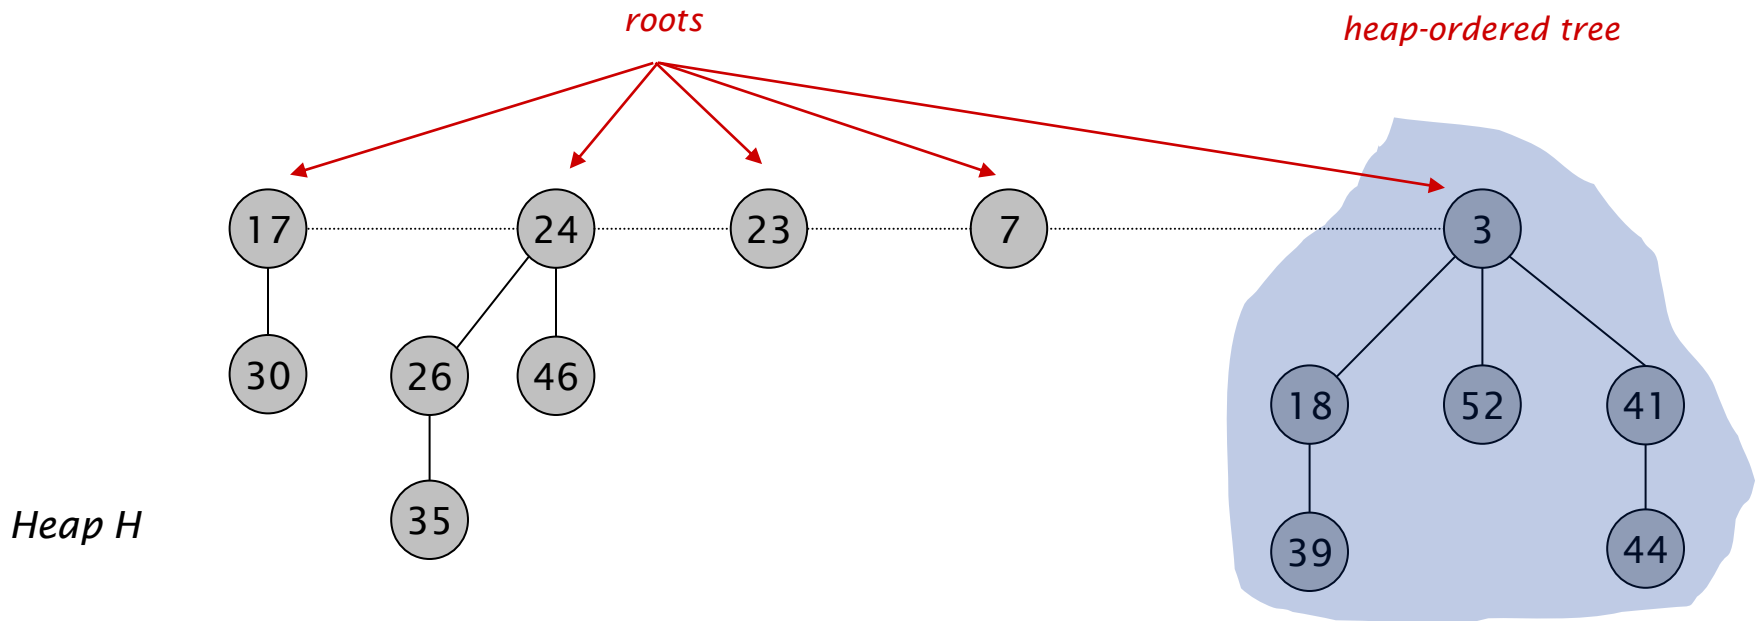 roots
heap-ordered tree
17 24 23 7 3
30 26 46 18 52 41
35 39 44
Heap H